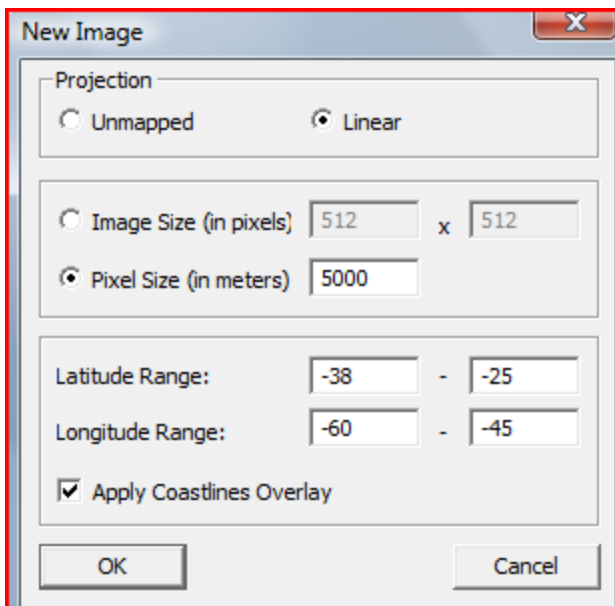 New Image
X
Projection
Unmapped Linear
Image Size (in pixels) 512 x 512
Pixel Size (in meters) 5000
Latitude Range: -38 - -25
Longitude Range: -60 - -45
Apply Coastlines Overlay
OK Cancel